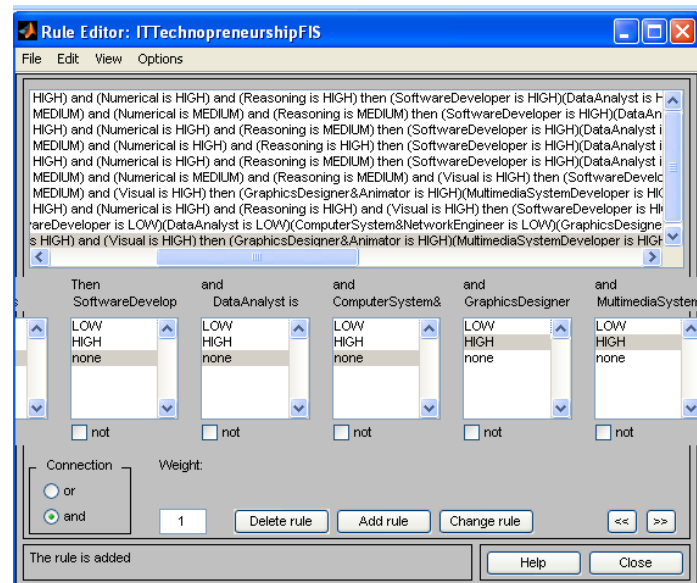 Rule Editor: ITTechnopreneurshipFIS
File Edit View Options
HIGH) and (Numerical is HIGH) and (Reasoning is HIGH) then (SoftwareDeveloper is HIGH)(DataAnalyst is H
MEDIUM) and (Numerical is MEDIUM) and (Reasoning is MEDIUM) then (SoftwareDeveloper is HIGH)(DataAn
HIGH) and (Numerical is HIGH) and (Reasoning is MEDIUM) then (SoftwareDeveloper is HIGH)(DataAnalyst i
MEDIUM) and (Numerical is HIGH) and (Reasoning is HIGH) then (SoftwareDeveloper is HIGH)(DataAnalyst i
HIGH) and (Numerical is MEDIUM) and (Reasoning is HIGH) then (SoftwareDeveloper is HIGH)(DataAnalyst i
MEDIUM) and (Numerical is MEDIUM) and (Reasoning is MEDIUM) and (Visual is HIGH) then (SoftwareDevelo
MEDIUM) and (Visual is HIGH) then (GraphicsDesigner&Animator is HIGH)(MultimediaSystemDeveloper is HIG
HIGH) and (Numerical is HIGH) and (Reasoning is HIGH) and (Visual is HIGH) then (SoftwareDeveloper is HIG
wareDeveloper is LOW)(DataAnalyst is LOW)(ComputerSystem&NetworkEngineer is LOW)(GraphicsDesigne
is HIGH) and (Visual is HIGH) then (GraphicsDesigner&Animator is HIGH)(MultimediaSystemDeveloper is HIGH
Then and and and and
s SoftwareDevelop DataAnalyst is ComputerSystem& GraphicsDesigner MultimediaSystem
LOW LOW LOW LOW LOW
HIGH HIGH HIGH HIGH HIGH
none none none none none
not not not not not
Connection Weight:
or
and 1 Delete rule Add rule Change rule << >>
The rule is added Help Close